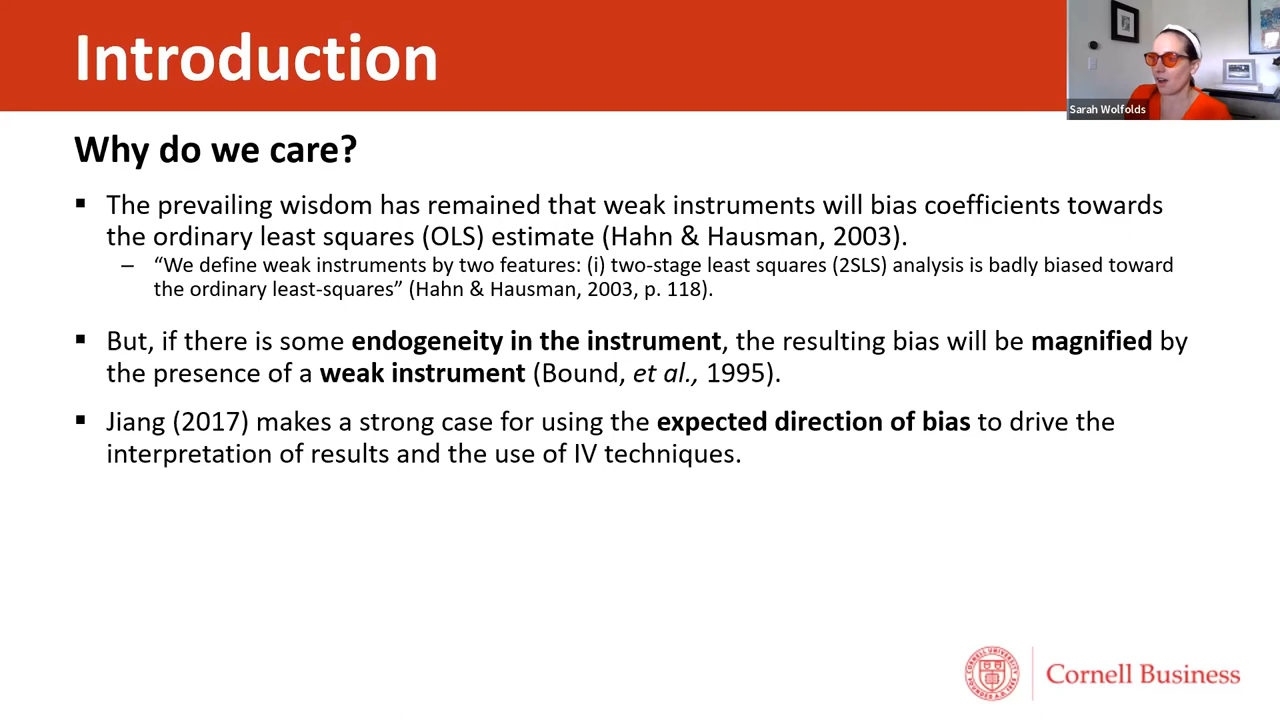 Introduction
Sarah Wolfolds
Why do we care?
▪ The prevailing wisdom has remained that weak instruments will bias coefficients towards
the ordinary least squares (OLS) estimate (Hahn & Hausman, 2003).
– “We define weak instruments by two features: (i) two-stage least squares (2SLS) analysis is badly biased toward
the ordinary least-squares” (Hahn & Hausman, 2003, p. 118).
▪ But, if there is some endogeneity in the instrument, the resulting bias will be magnified by
the presence of a weak instrument (Bound, et al., 1995).
▪ Jiang (2017) makes a strong case for using the expected direction of bias to drive the
interpretation of results and the use of IV techniques.
Cornell Business